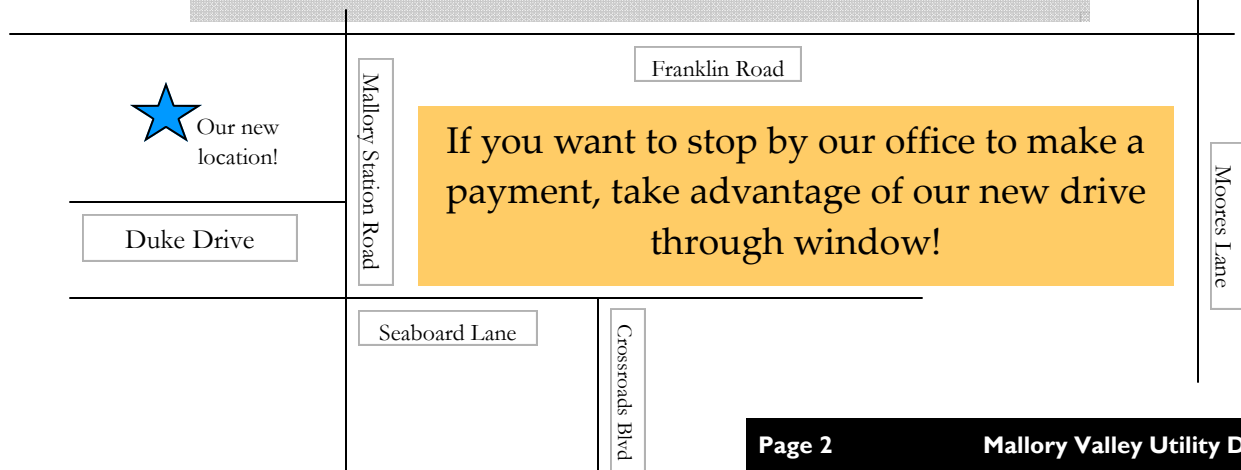 Franklin Road
Mallory Station Road
Our new
location!
If you want to stop by our office to make a
payment, take advantage of our new drive
through window!
Moores Lane
Duke Drive
Seaboard Lane
Crossroads Blvd
Page 2 Mallory Valley Utility D